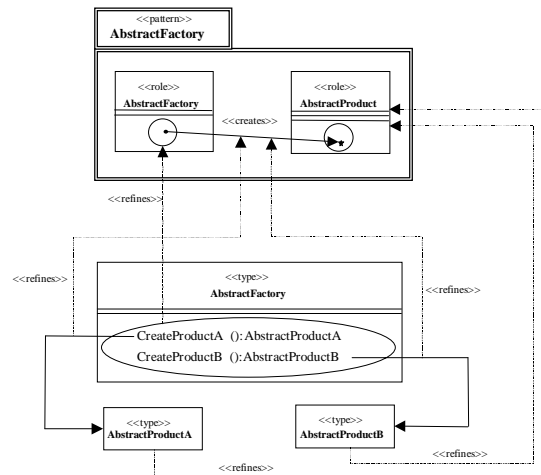 <<pattern>>
AbstractFactory
<<role>>
AbstractFactory
<<creates>>
<<role>>
AbstractProduct
<<refines>>
<<refines>>
<<refines>>
<<type>>
AbstractFactory
CreateProductA ():AbstractProductA
CreateProductB ():AbstractProductB
<<type>>
AbstractProductA
<<type>>
AbstractProductB
<<refines>>
<<refines>>